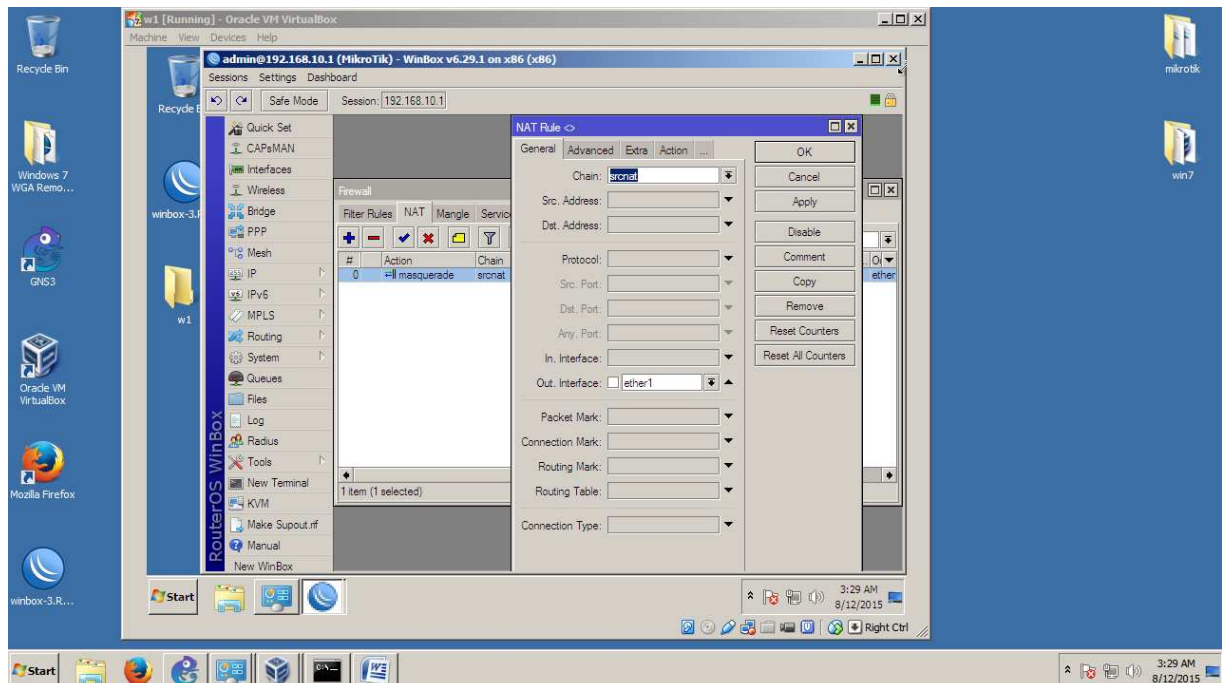 w1 [Running] - Oracle VM VirtualBox
Machine View Devices Help
Recycle Bin
Windows 7
WGA Remo...
GNS3
Oracle VM
VirtualBox
Mozilla Firefox
winbox-3.R...
mikrotik
win7
winbox-3.R
w1
admin@192.168.10.1 (MikroTik) - WinBox v6.29.1 on x86 (x86)
Sessions Settings Dashboard
Safe Mode Session: 192.168.10.1
RouterOS WinBox
Quick Set
CAPsMAN
Interfaces
Wireless
Bridge
PPP
Mesh
IP
IPv6
MPLS
Routing
System
Queues
Files
Log
Radius
Tools
New Terminal
KVM
Make Supout.rif
Manual
New WinBox
Firewall
Filter Rules NAT Mangle Servic
# Action Chain
0 masquerade srcnat ether
1 item (1 selected)
NAT Rule <>
General Advanced Extra Action ...
Chain: srcnat
Src. Address:
Dst. Address:
Protocol:
Src. Port:
Dst. Port:
Any. Port:
In. Interface:
Out. Interface: ether1
Packet Mark:
Connection Mark:
Routing Mark:
Routing Table:
Connection Type:
OK
Cancel
Apply
Disable
Comment
Copy
Remove
Reset Counters
Reset All Counters
Start
3:29 AM
8/12/2015
Right Ctrl
Start
3:29 AM
8/12/2015